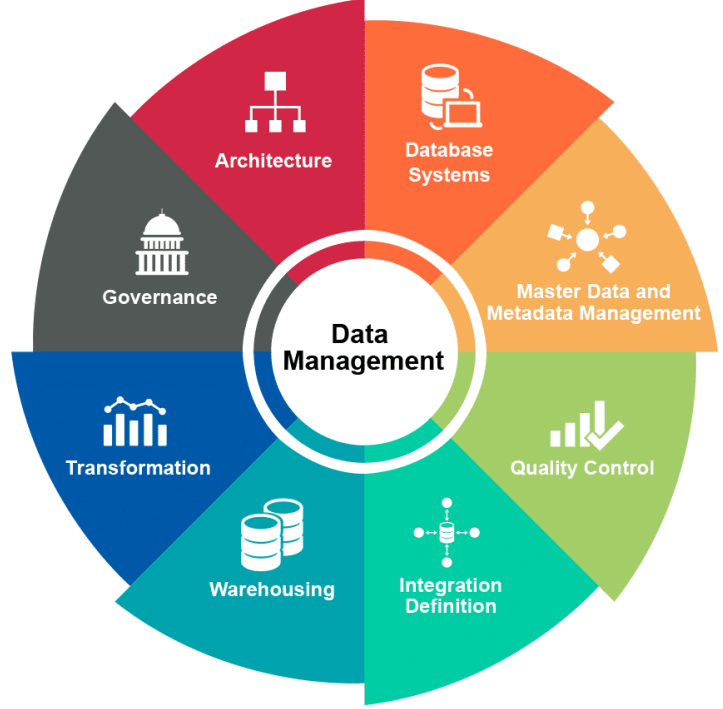 Architecture
Database
Systems
Master Data and
Metadata Management
Quality Control
Integration
Definition
Warehousing
Transformation
Governance
Data
Management